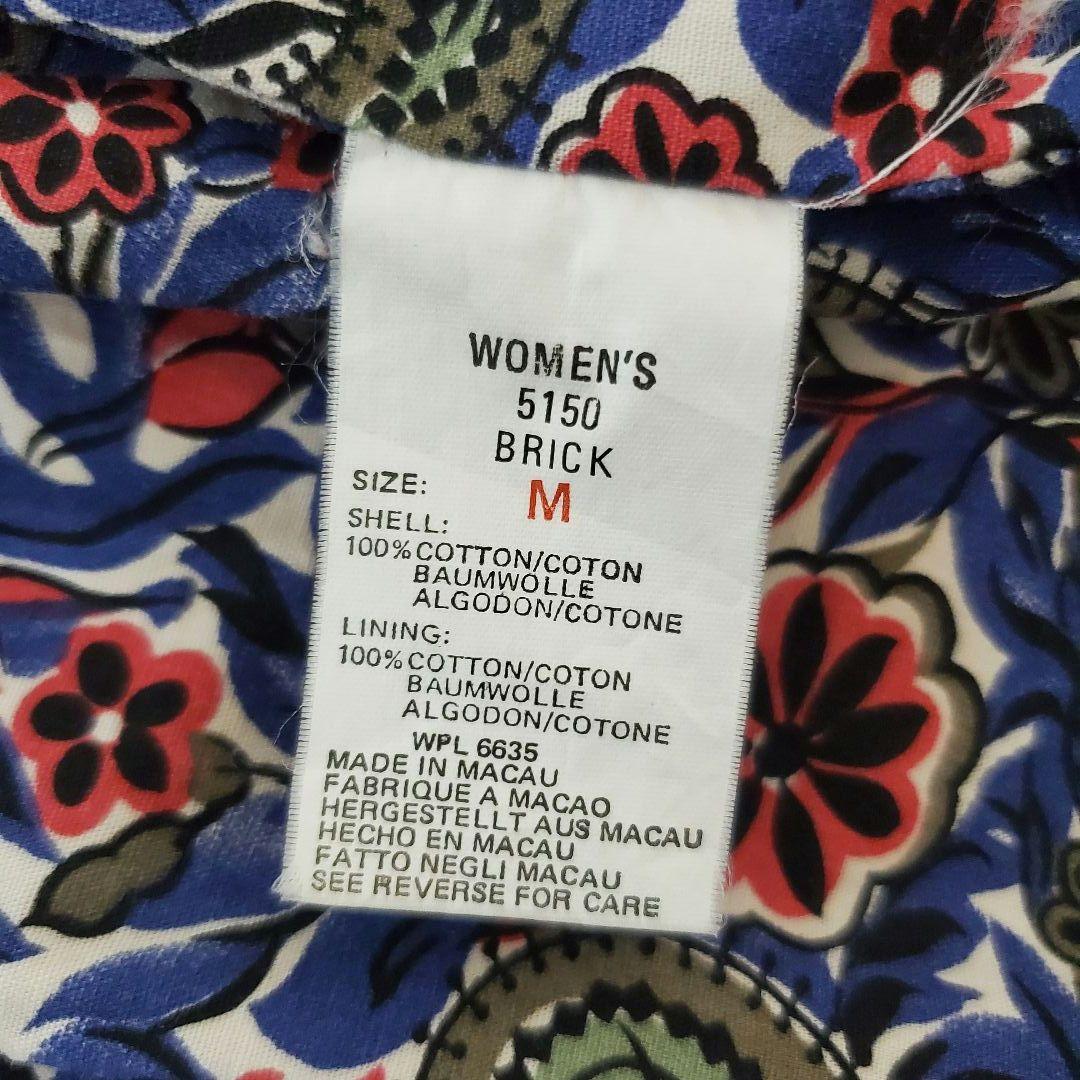 WOMEN'S
5150
BRICK
SIZE: M
SHELL:
100% COTTON/COTON
BAUMWOLLE
ALGODON/COTONE
LINING:
100% COTTON/COTON
BAUMWOLLE
ALGODON/COTONE
WPL 6635
MADE IN MACAU
FABRIQUE A MACAO
HERGESTELLT AUS MACAU
HECHO EN MACAU
FATTO NEGLI MACAU
SEE REVERSE FOR CARE